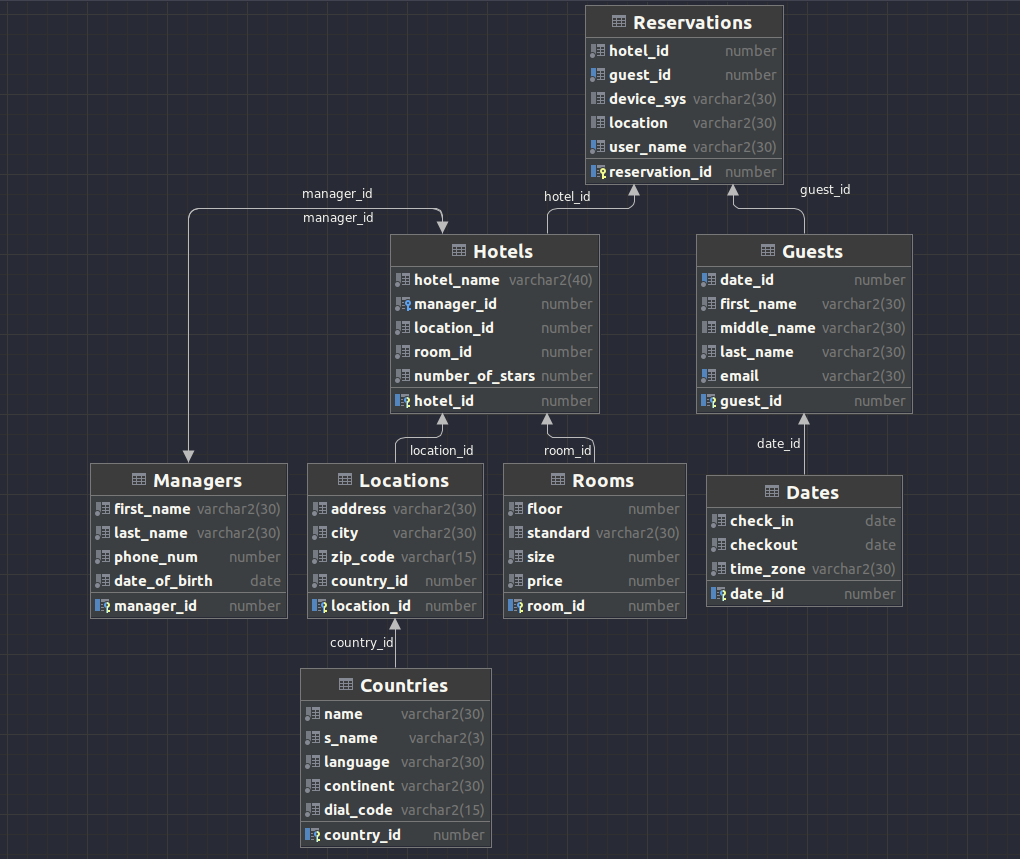 Reservations
hotel_id number
guest_id number
device_sys varchar2(30)
location varchar2(30)
user_name varchar2(30)
reservation_id number
manager_id
manager_id
hotel_id
guest_id
Hotels
hotel_name varchar2(40)
manager_id number
location_id number
room_id number
number_of_stars number
hotel_id number
Guests
date_id number
first_name varchar2(30)
middle_name varchar2(30)
last_name varchar2(30)
email varchar2(30)
guest_id number
location_id
room_id
date_id
Managers
first_name varchar2(30)
last_name varchar2(30)
phone_num number
date_of_birth date
manager_id number
Locations
address varchar2(30)
city varchar2(30)
zip_code varchar(15)
country_id number
location_id number
Rooms
floor number
standard varchar2(30)
size number
price number
room_id number
Dates
check_in date
checkout date
time_zone varchar2(30)
date_id number
country_id
Countries
name varchar2(30)
s_name varchar2(3)
language varchar2(30)
continent varchar2(30)
dial_code varchar2(15)
country_id number